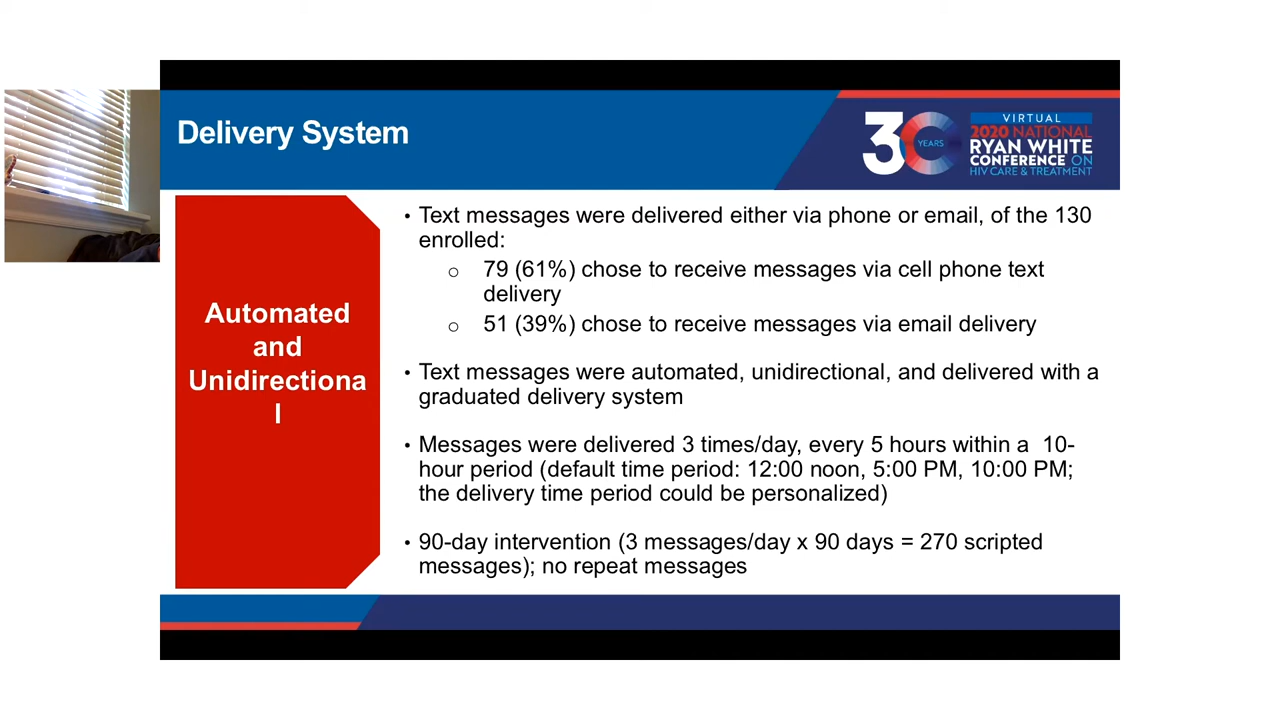 Delivery System
30
YEARS
VIRTUAL
2020 NATIONAL
RYAN WHITE
CONFERENCE ON
HIV CARE & TREATMENT
Automated
and
Unidirectiona
l
• Text messages were delivered either via phone or email, of the 130
enrolled:
o 79 (61%) chose to receive messages via cell phone text
delivery
o 51 (39%) chose to receive messages via email delivery
• Text messages were automated, unidirectional, and delivered with a
graduated delivery system
• Messages were delivered 3 times/day, every 5 hours within a 10-
hour period (default time period: 12:00 noon, 5:00 PM, 10:00 PM;
the delivery time period could be personalized)
• 90-day intervention (3 messages/day x 90 days = 270 scripted
messages); no repeat messages